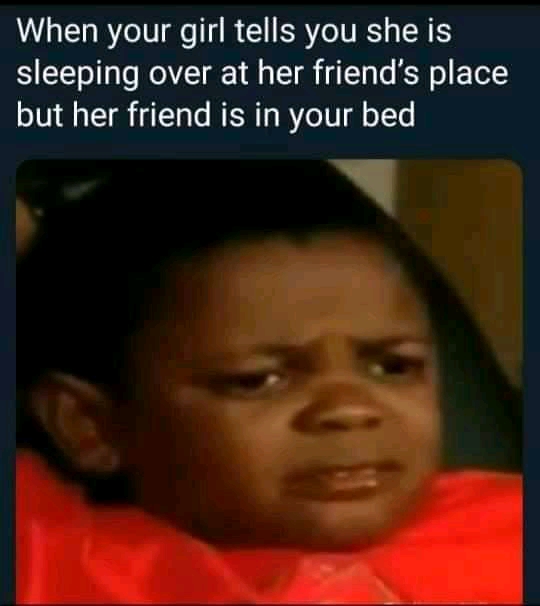 When your girl tells you she is
sleeping over at her friend's place
but her friend is in your bed